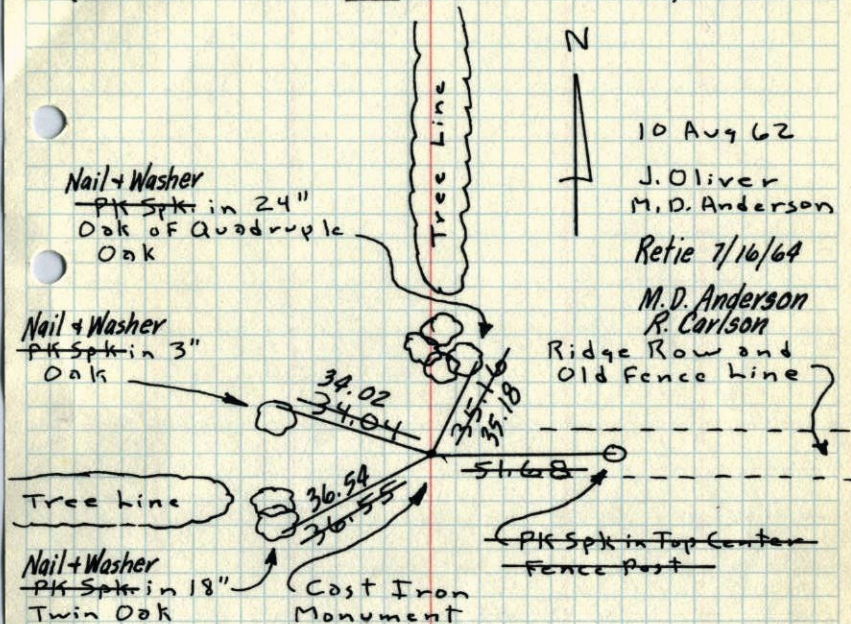 N
Tree Line
10 Aug 62
J. Oliver
M. D. Anderson
Retie 7/16/64
M. D. Anderson
R. Carlson
Ridge Row and
Old Fence Line
Nail + Washer
PK Spk. in 24"
Oak of Quadruple
Oak
Nail + Washer
PK Spk in 3"
Oak
34.02
34.04
35.16
35.18
51.68
36.54
36.55
Tree Line
PK Spk in Top Center
Fence Post
Nail + Washer
PK Spk in 18"
Twin Oak
Cast Iron
Monument